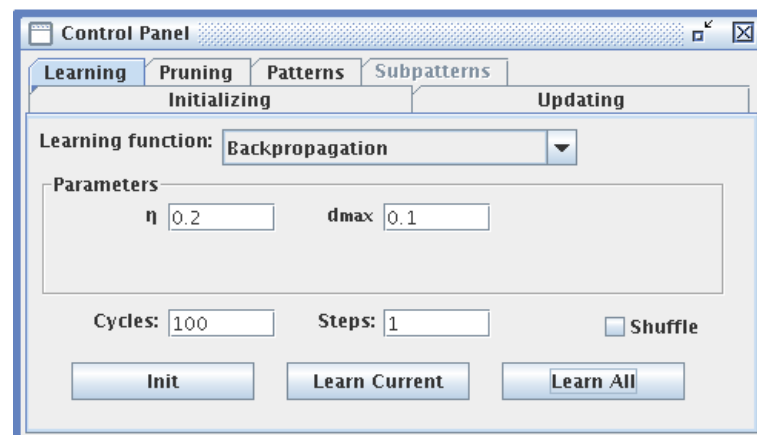 Control Panel
Learning Pruning Patterns Subpatterns
Initializing Updating
Learning function: Backpropagation
Parameters
η 0.2 dmax 0.1
Cycles: 100 Steps: 1 Shuffle
Init Learn Current Learn All